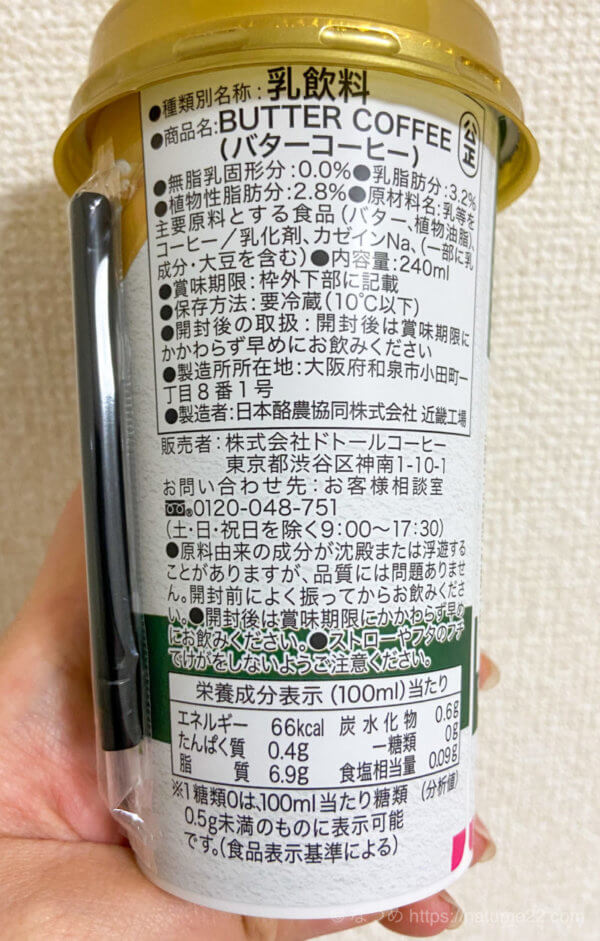 ●種類別名称:乳飲料
●商品名:BUTTER COFFEE
(バターコーヒー)
公正
●無脂乳固形分:0.0%●乳脂肪分:3.2%
●植物性脂肪分:2.8%●原材料名:乳等を
主要原料とする食品(バター、植物油脂)、
コーヒー/乳化剤、カゼインNa、(一部に乳
成分・大豆を含む)●内容量:240ml
●賞味期限:枠外下部に記載
●保存方法:要冷蔵(10℃以下)
●開封後の取扱:開封後は賞味期限に
かかわらず早めにお飲みください
●製造所所在地:大阪府和泉市小田町一
丁目8番1号
●製造者:日本酪農協同株式会社 近畿工場
販売者:株式会社ドトールコーヒー
東京都渋谷区神南1-10-1
お問い合わせ先:お客様相談室
0120-048-751
(土・日・祝日を除く9:00〜17:30)
●原料由来の成分が沈殿または浮遊する
ことがありますが、品質には問題ありませ
ん。開封前によく振ってからお飲みくださ
い。●開封後は賞味期限にかかわらず早め
にお飲みください。●ストローやフタのフチ
でけがをしないようご注意ください。
栄養成分表示(100ml)当たり
エネルギー 66kcal 炭水化物 0.6g
たんぱく質 0.4g －糖類 0g
脂質 6.9g 食塩相当量 0.09g
(分析値)
※1糖類0は、100ml当たり糖類
0.5g未満のものに表示可能
です。(食品表示基準による)
© なつめ https://natume22.com